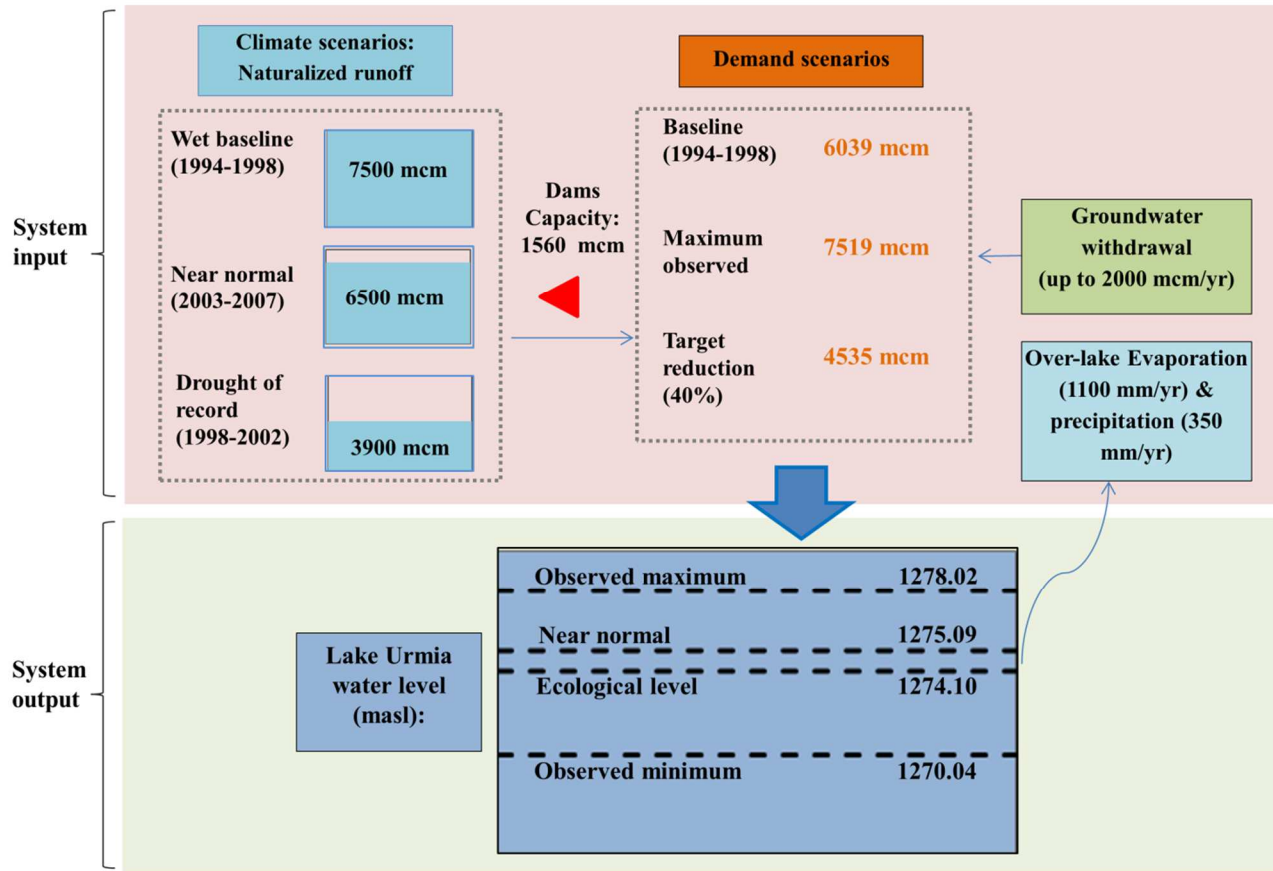 Climate scenarios:
Naturalized runoff
Demand scenarios
System
input
Wet baseline
(1994-1998)
7500 mcm
Near normal
(2003-2007)
6500 mcm
Drought of
record
(1998-2002)
3900 mcm
Dams
Capacity:
1560 mcm
Baseline
(1994-1998)
6039 mcm
Maximum
observed
7519 mcm
Target
reduction
(40%)
4535 mcm
Groundwater
withdrawal
(up to 2000 mcm/yr)
Over-lake Evaporation
(1100 mm/yr) &
precipitation (350
mm/yr)
System
output
Lake Urmia
water level
(masl):
Observed maximum 1278.02
Near normal 1275.09
Ecological level 1274.10
Observed minimum 1270.04